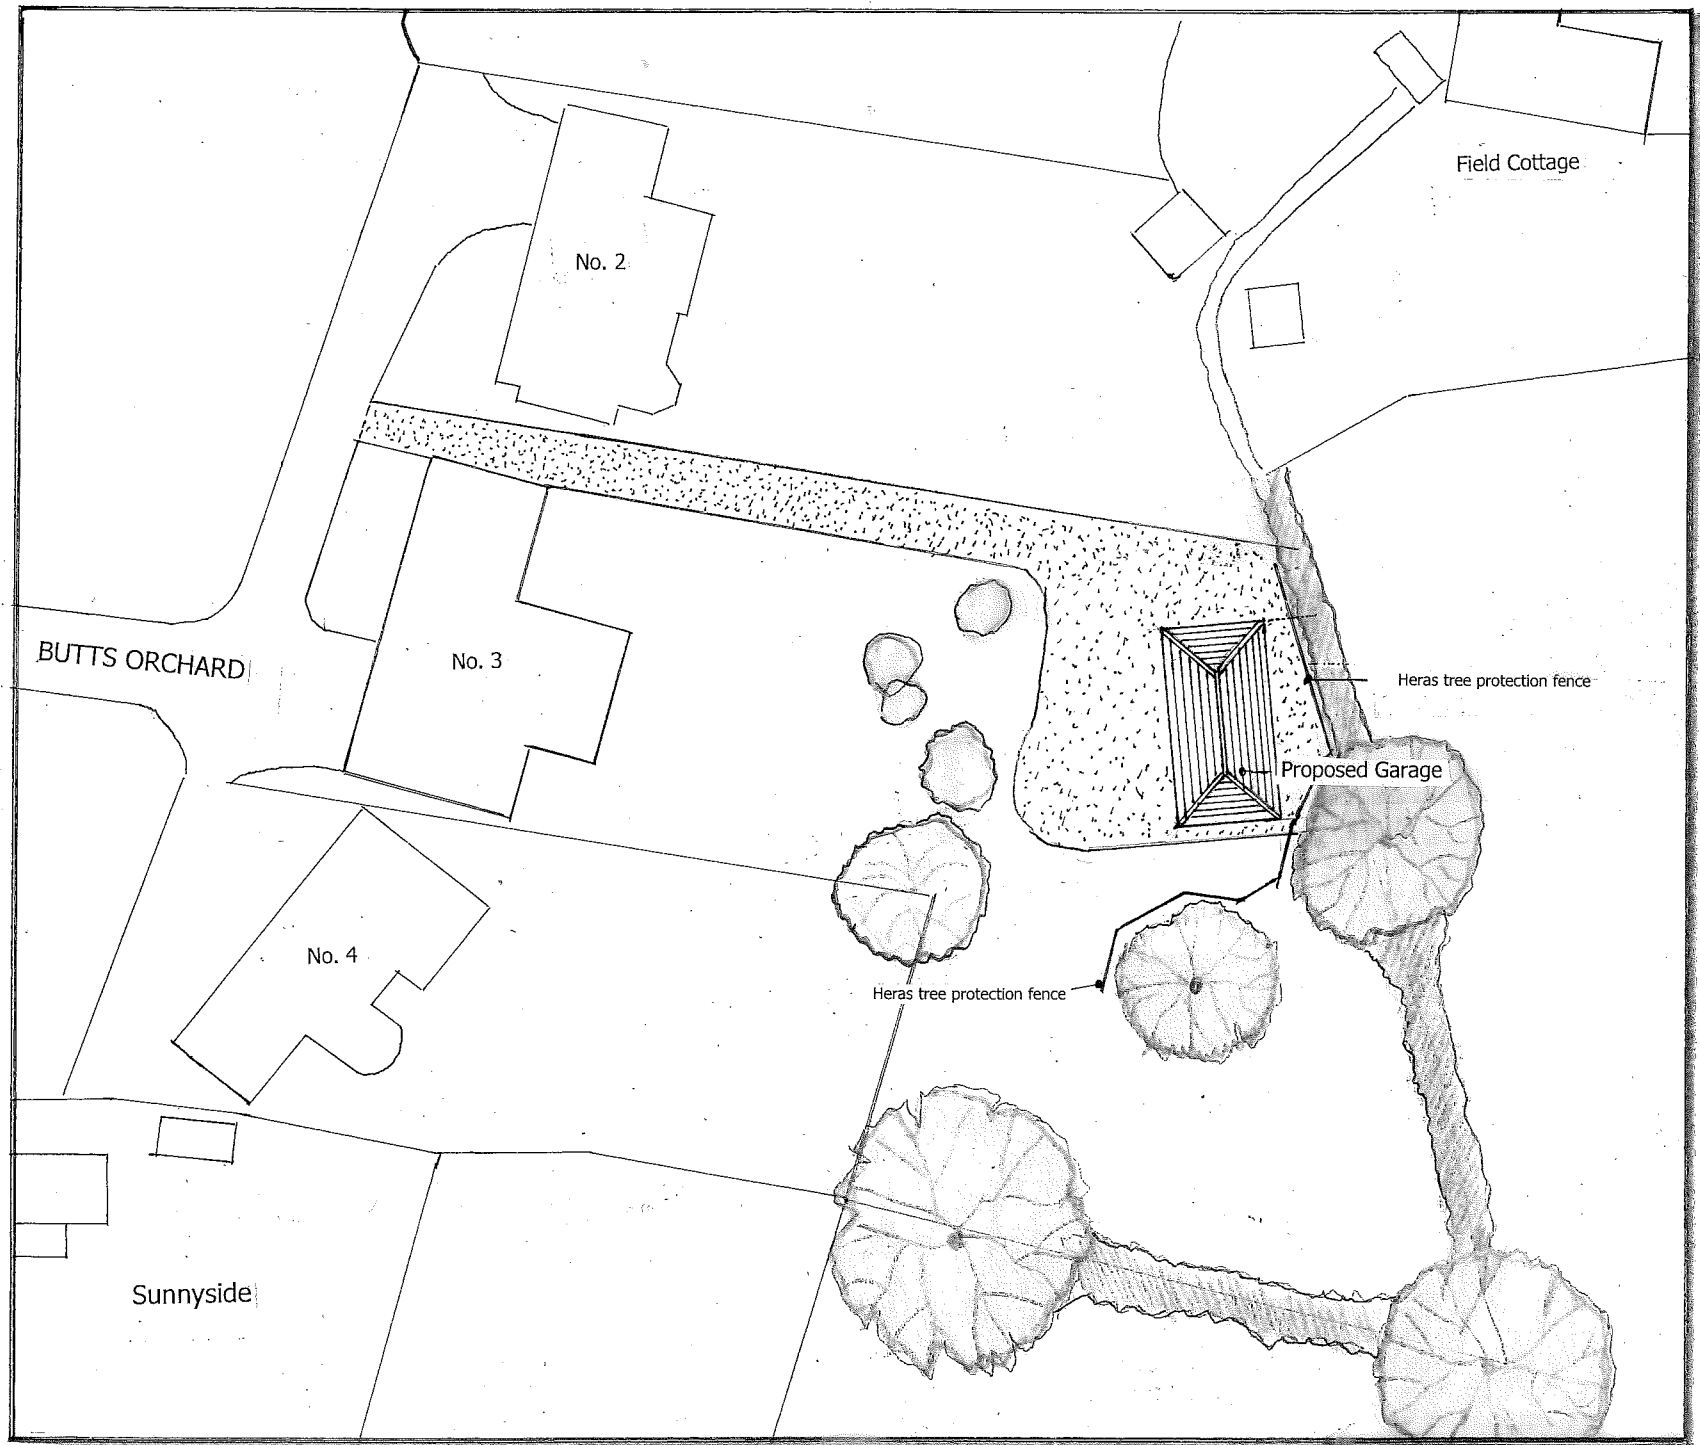 Field Cottage
No. 2
BUTTS ORCHARD
No. 3
Heras tree protection fence
Proposed Garage
No. 4
Heras tree protection fence
Sunnyside